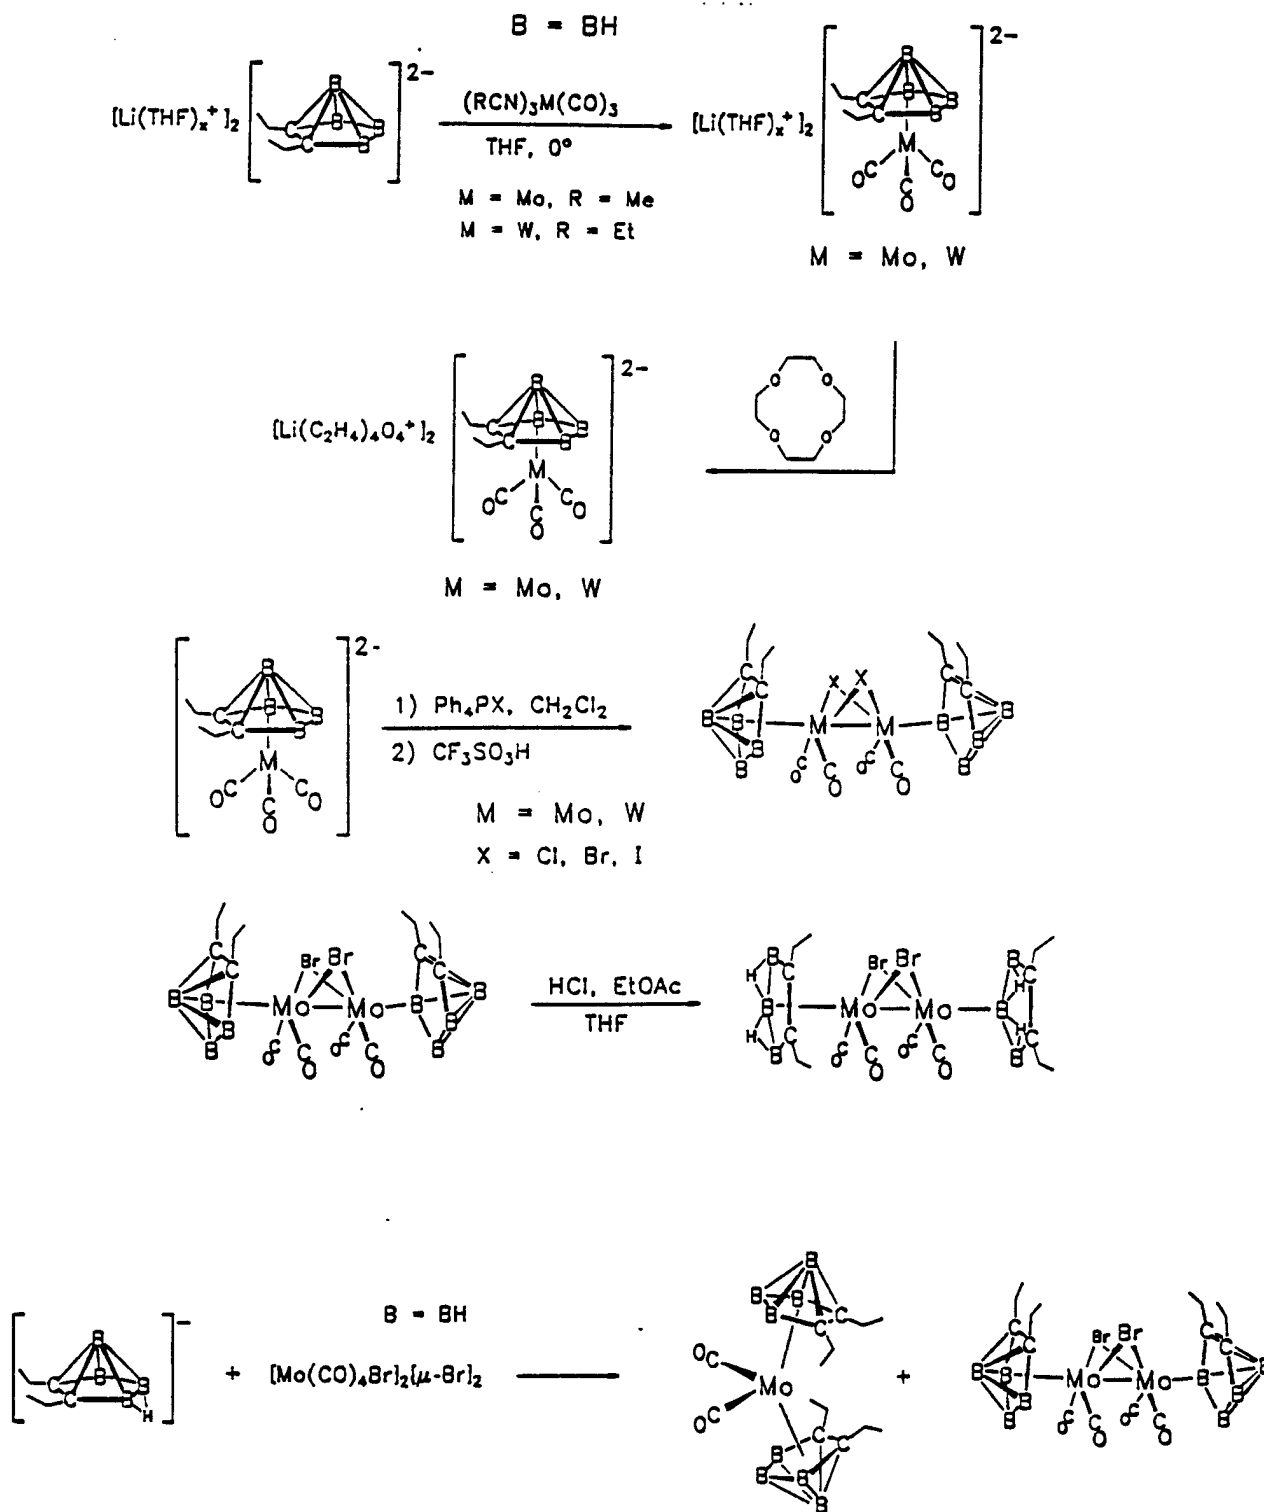 B = BH
[Li(THF)x+]2 [ ]2- (RCN)3M(CO)3 [Li(THF)x+]2 [ ]2-
THF, 0°
M = Mo, R = Me
M = W, R = Et
M = Mo, W
[Li(C2H4)4O4+]2 [ ]2-
M = Mo, W
1) Ph4PX, CH2Cl2
2) CF3SO3H
M = Mo, W
X = Cl, Br, I
HCl, EtOAc
THF
B = BH
[ ]- + [Mo(CO)4Br]2[μ-Br]2 +